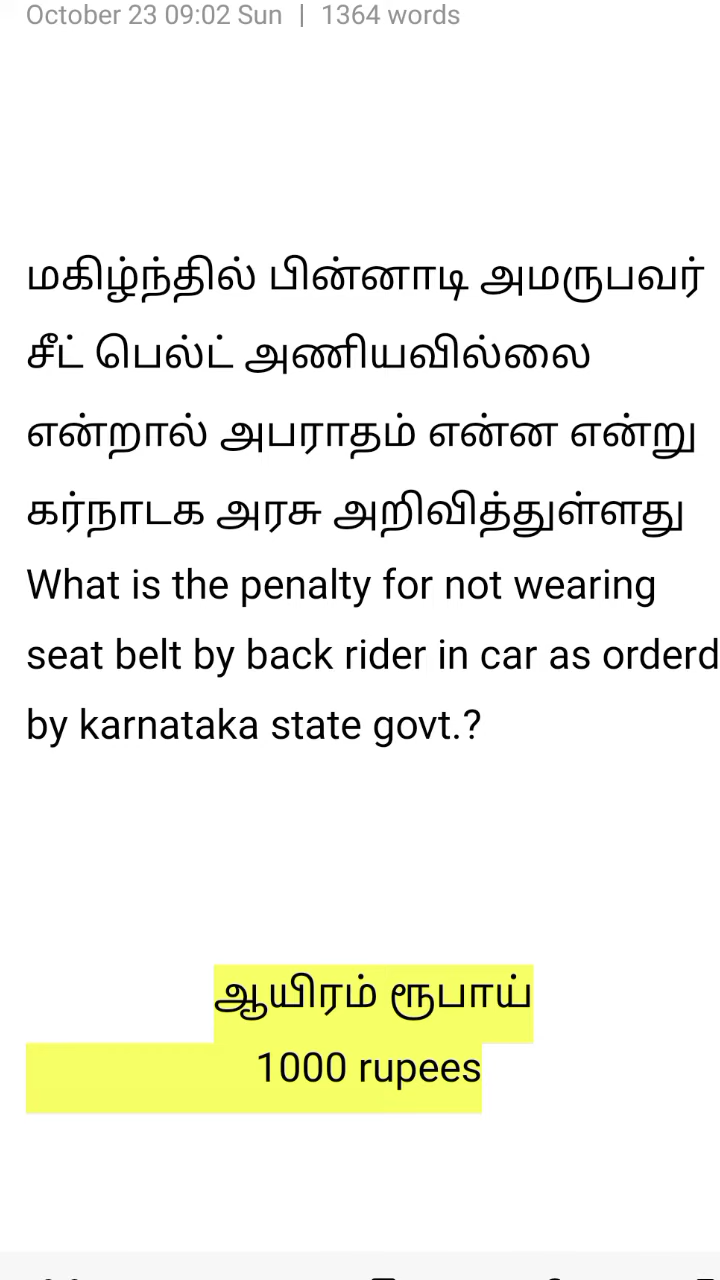 October 23 09:02 Sun | 1364 words
மகிழ்ந்தில் பின்னாடி அமருபவர்
சீட் பெல்ட் அணியவில்லை
என்றால் அபராதம் என்ன என்று
கர்நாடக அரசு அறிவித்துள்ளது
What is the penalty for not wearing
seat belt by back rider in car as orderd
by karnataka state govt.?
ஆயிரம் ரூபாய்
1000 rupees